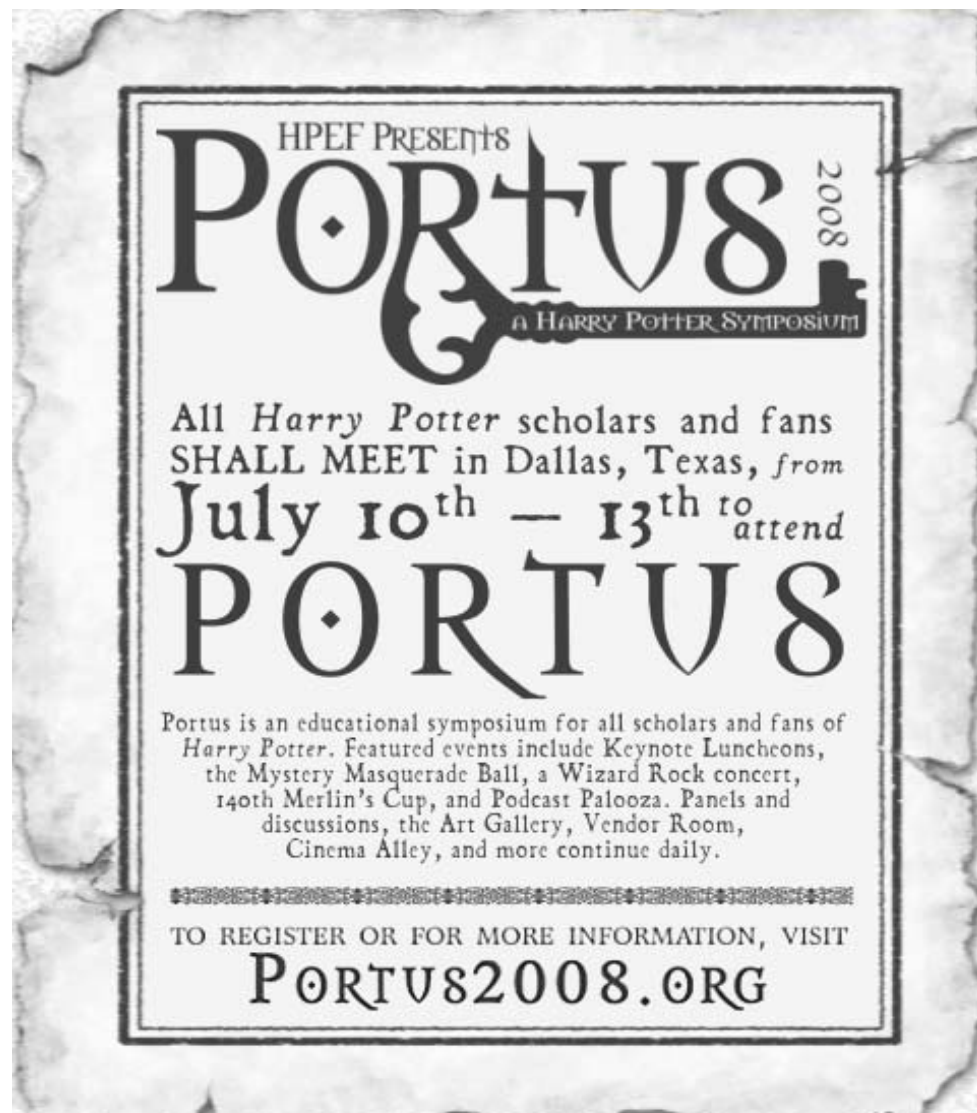 HPEF PRESENTS
PORTUS
2008
A HARRY POTTER SYMPOSIUM
All Harry Potter scholars and fans
SHALL MEET in Dallas, Texas, from
July 10th — 13th to attend
PORTUS
Portus is an educational symposium for all scholars and fans of
Harry Potter. Featured events include Keynote Luncheons,
the Mystery Masquerade Ball, a Wizard Rock concert,
140th Merlin's Cup, and Podcast Palooza. Panels and
discussions, the Art Gallery, Vendor Room,
Cinema Alley, and more continue daily.
TO REGISTER OR FOR MORE INFORMATION, VISIT
PORTUS2008.ORG